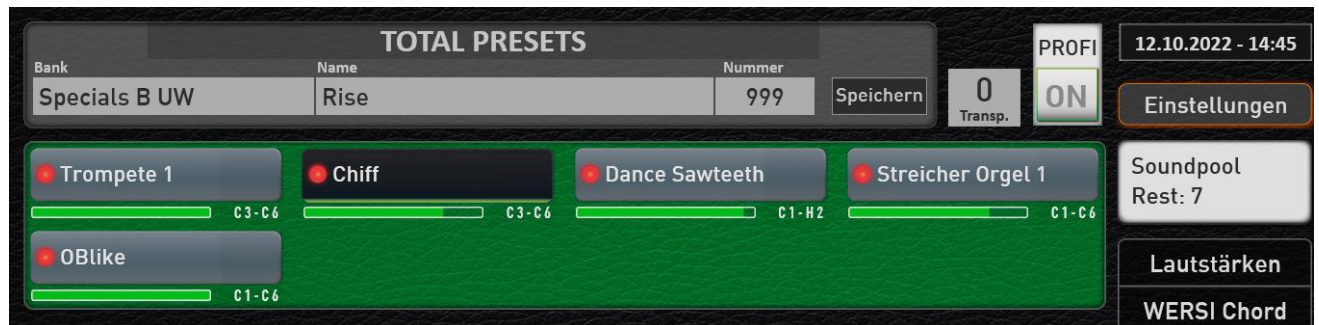 TOTAL PRESETS
Bank Name Nummer
Specials B UW Rise 999 Speichern
0
Transp.
PROFI
ON
12.10.2022 - 14:45
Einstellungen
Trompete 1 Chiff Dance Sawteeth Streicher Orgel 1
C3-C6 C3-C6 C1-H2 C1-C6
OBlike
C1-C6
Soundpool
Rest: 7
Lautstärken
WERSI Chord